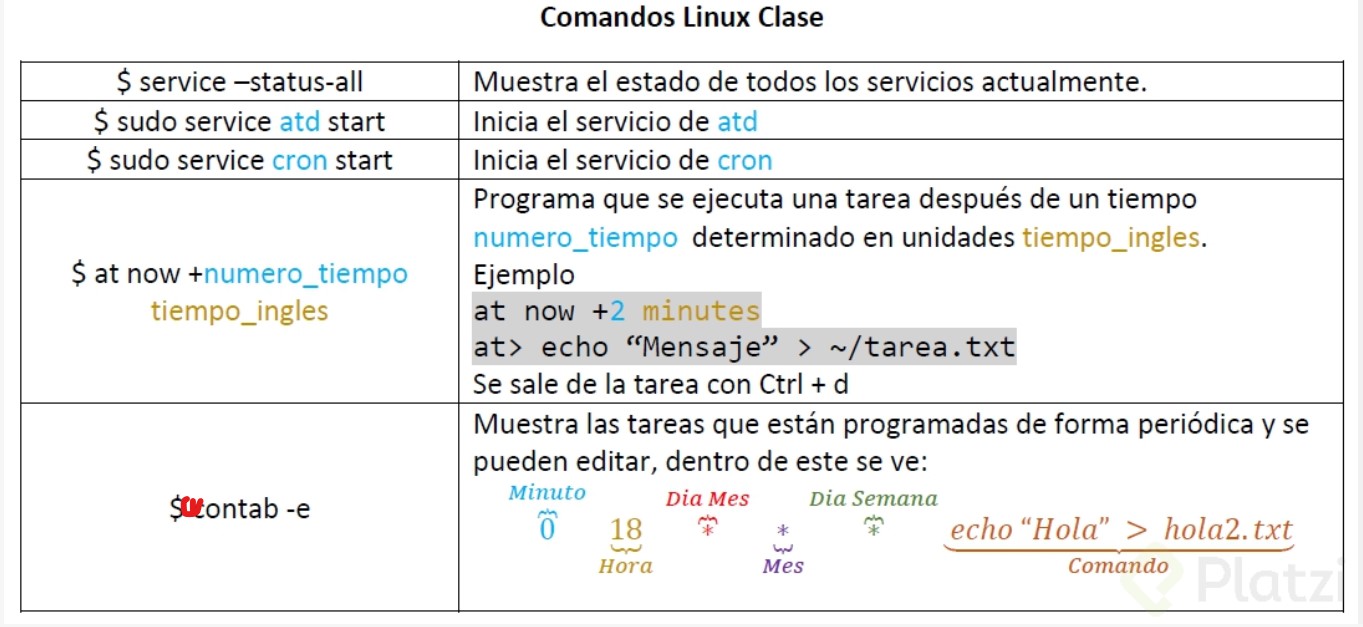 Comandos Linux Clase
$ service –status-all
Muestra el estado de todos los servicios actualmente.
$ sudo service atd start
Inicia el servicio de atd
$ sudo service cron start
Inicia el servicio de cron
$ at now +numero_tiempo
tiempo_ingles
Programa que se ejecuta una tarea después de un tiempo
numero_tiempo determinado en unidades tiempo_ingles.
Ejemplo
at now +2 minutes
at> echo “Mensaje” > ~/tarea.txt
Se sale de la tarea con Ctrl + d
$ -e
Muestra las tareas que están programadas de forma periódica y se
pueden editar, dentro de este se ve:
Minuto Dia Mes Dia Semana
0 18 * * * echo “Hola” > hola2.txt
Hora Mes Comando
Platzi